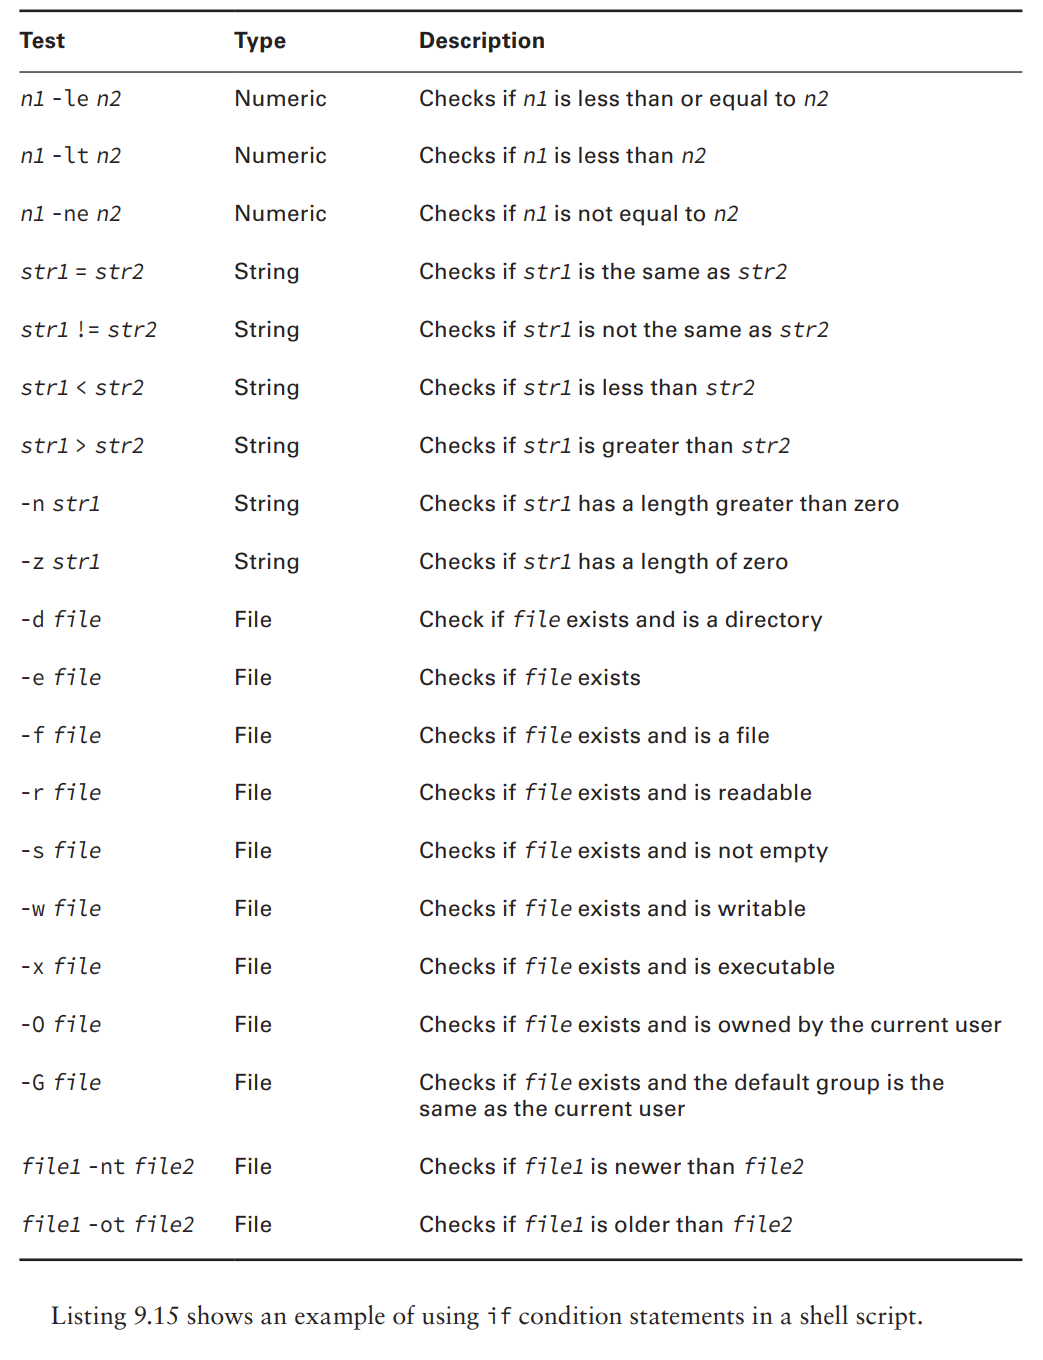 Test Type Description
n1 -le n2 Numeric Checks if n1 is less than or equal to n2
n1 -lt n2 Numeric Checks if n1 is less than n2
n1 -ne n2 Numeric Checks if n1 is not equal to n2
str1 = str2 String Checks if str1 is the same as str2
str1 != str2 String Checks if str1 is not the same as str2
str1 < str2 String Checks if str1 is less than str2
str1 > str2 String Checks if str1 is greater than str2
-n str1 String Checks if str1 has a length greater than zero
-z str1 String Checks if str1 has a length of zero
-d file File Check if file exists and is a directory
-e file File Checks if file exists
-f file File Checks if file exists and is a file
-r file File Checks if file exists and is readable
-s file File Checks if file exists and is not empty
-w file File Checks if file exists and is writable
-x file File Checks if file exists and is executable
-O file File Checks if file exists and is owned by the current user
-G file File Checks if file exists and the default group is the
same as the current user
file1 -nt file2 File Checks if file1 is newer than file2
file1 -ot file2 File Checks if file1 is older than file2
Listing 9.15 shows an example of using if condition statements in a shell script.